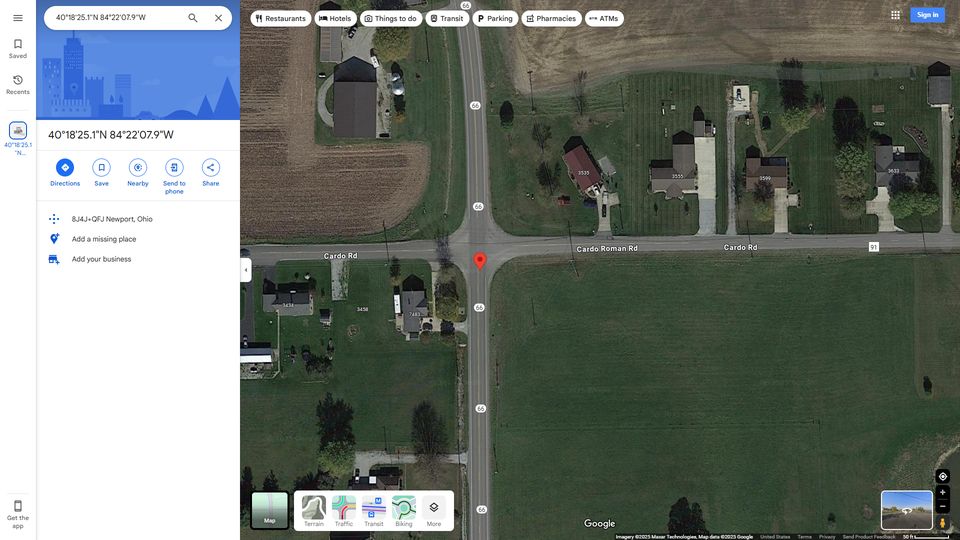 40°18'25.1"N 84°22'07.9"W
Restaurants
Hotels
Things to do
Transit
Parking
Pharmacies
ATMs
Sign in
Saved
Recents
40°18'25.1
"N...
40°18'25.1"N 84°22'07.9"W
Directions
Save
Nearby
Send to
phone
Share
8J4J+QFJ Newport, Ohio
Add a missing place
Add your business
Get the
app
66
66
66
66
66
66
Cardo Rd
Cardo Roman Rd
Cardo Rd
91
3535
3555
3599
3633
3434
3458
7483
Map
Terrain
Traffic
Transit
Biking
More
Google
Imagery ©2025 Maxar Technologies, Map data ©2025 Google
United States
Terms
Privacy
Send Product Feedback
50 ft